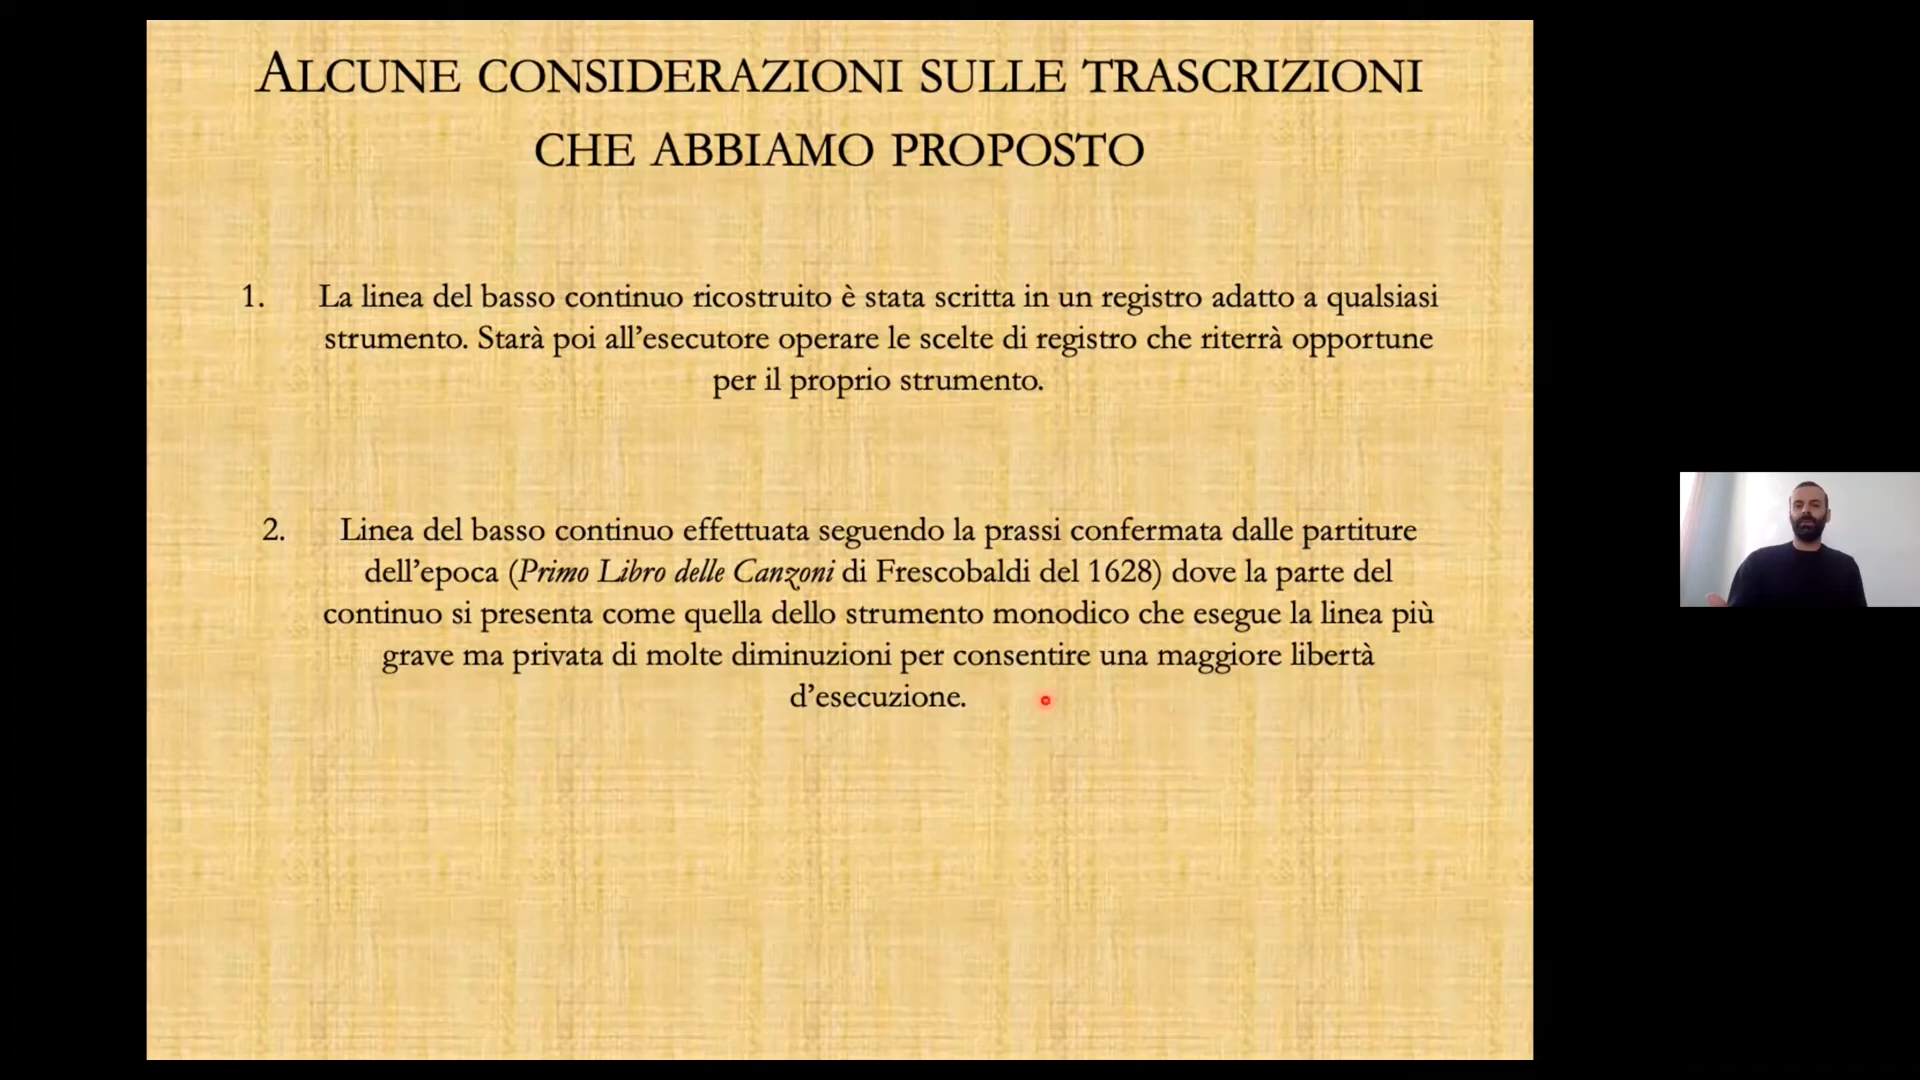 ALCUNE CONSIDERAZIONI SULLE TRASCRIZIONI
CHE ABBIAMO PROPOSTO
1. La linea del basso continuo ricostruito è stata scritta in un registro adatto a qualsiasi
strumento. Starà poi all’esecutore operare le scelte di registro che riterrà opportune
per il proprio strumento.
2. Linea del basso continuo effettuata seguendo la prassi confermata dalle partiture
dell’epoca (Primo Libro delle Canzoni di Frescobaldi del 1628) dove la parte del
continuo si presenta come quella dello strumento monodico che esegue la linea più
grave ma privata di molte diminuzioni per consentire una maggiore libertà
d’esecuzione.